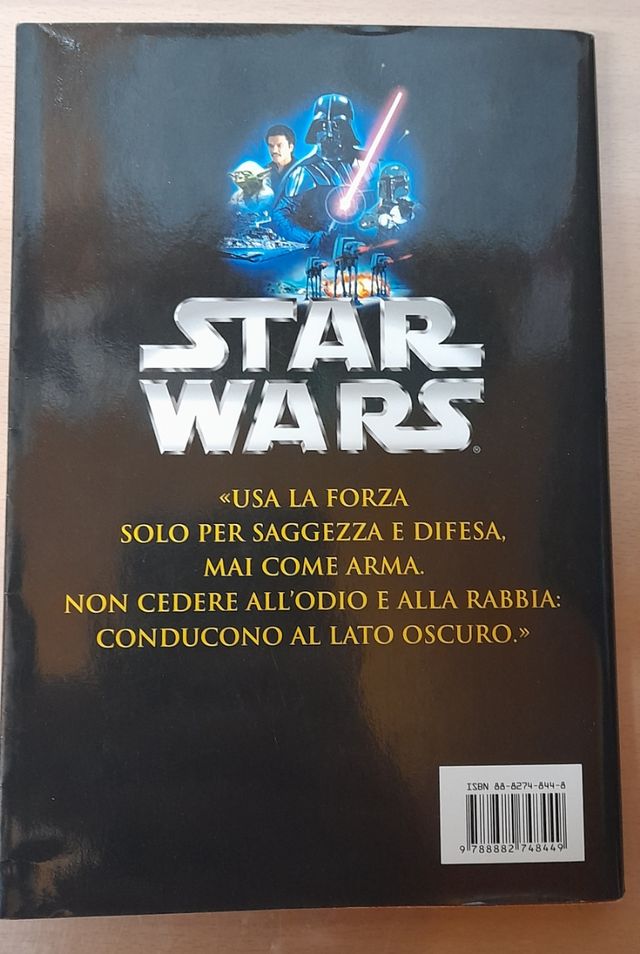 STAR
WARS®
«USA LA FORZA
SOLO PER SAGGEZZA E DIFESA,
MAI COME ARMA.
NON CEDERE ALL'ODIO E ALLA RABBIA:
CONDUCONO AL LATO OSCURO.»
ISBN 88-8274-844-8
9 788882 748449